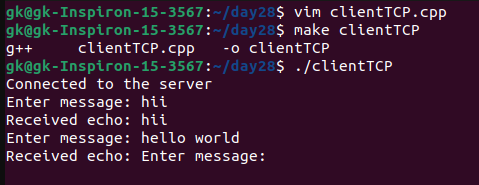 gk@gk-Inspiron-15-3567:~/day28$ vim clientTCP.cpp
gk@gk-Inspiron-15-3567:~/day28$ make clientTCP
g++     clientTCP.cpp   -o clientTCP
gk@gk-Inspiron-15-3567:~/day28$ ./clientTCP
Connected to the server
Enter message: hii
Received echo: hii
Enter message: hello world
Received echo: Enter message: